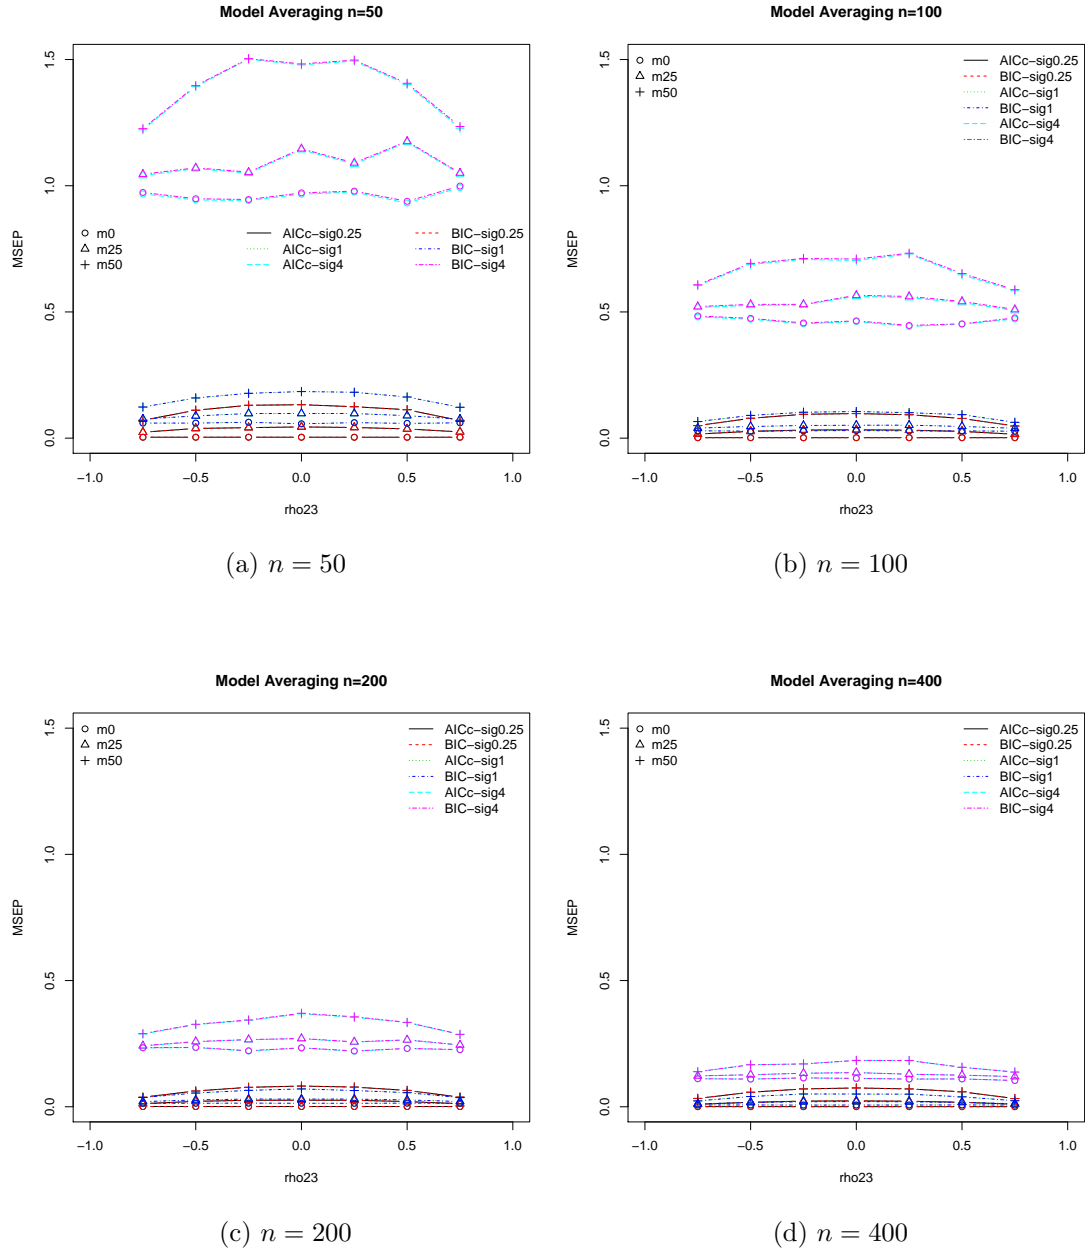 Model Averaging n=50
MSEP
1.5
1.0
0.5
0.0
m0
m25
m50
AICc−sig0.25
AICc−sig1
AICc−sig4
BIC−sig0.25
BIC−sig1
BIC−sig4
−1.0 −0.5 0.0 0.5 1.0
rho23
(a) n = 50
Model Averaging n=100
MSEP
1.5
1.0
0.5
0.0
m0
m25
m50
AICc−sig0.25
BIC−sig0.25
AICc−sig1
BIC−sig1
AICc−sig4
BIC−sig4
−1.0 −0.5 0.0 0.5 1.0
rho23
(b) n = 100
Model Averaging n=200
MSEP
1.5
1.0
0.5
0.0
m0
m25
m50
AICc−sig0.25
BIC−sig0.25
AICc−sig1
BIC−sig1
AICc−sig4
BIC−sig4
−1.0 −0.5 0.0 0.5 1.0
rho23
(c) n = 200
Model Averaging n=400
MSEP
1.5
1.0
0.5
0.0
m0
m25
m50
AICc−sig0.25
BIC−sig0.25
AICc−sig1
BIC−sig1
AICc−sig4
BIC−sig4
−1.0 −0.5 0.0 0.5 1.0
rho23
(d) n = 400